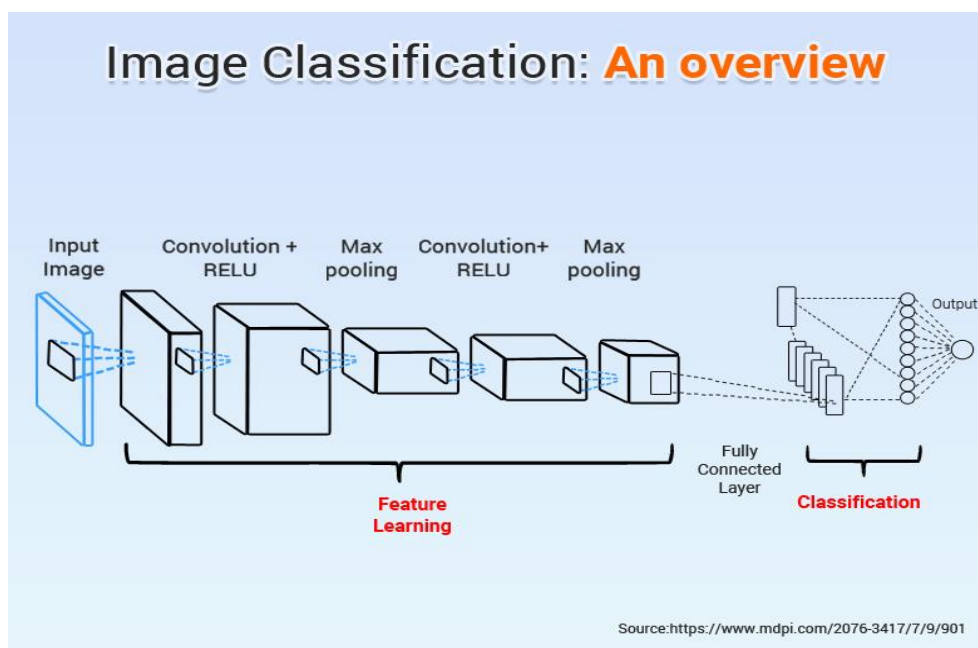 Image Classification: An overview
Input
Image
Convolution +
RELU
Max
pooling
Convolution+
RELU
Max
pooling
Output
Feature
Learning
Fully
Connected
Layer
Classification
Source:https://www.mdpi.com/2076-3417/7/9/901